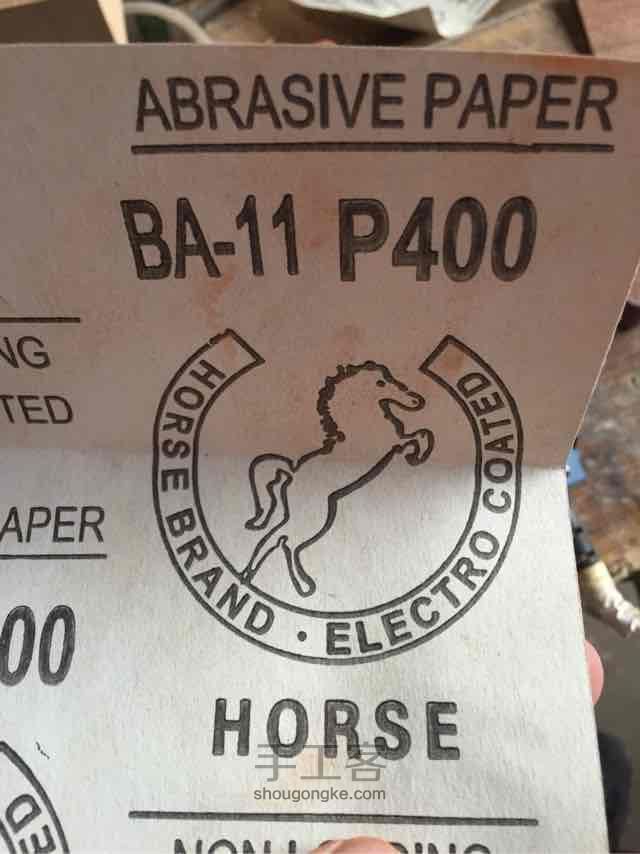 ABRASIVE PAPER
BA-11 P400
HORSE BRAND · ELECTRO COATED
HORSE
手工客
shougongke.com
NG
TED
APER
00
ED